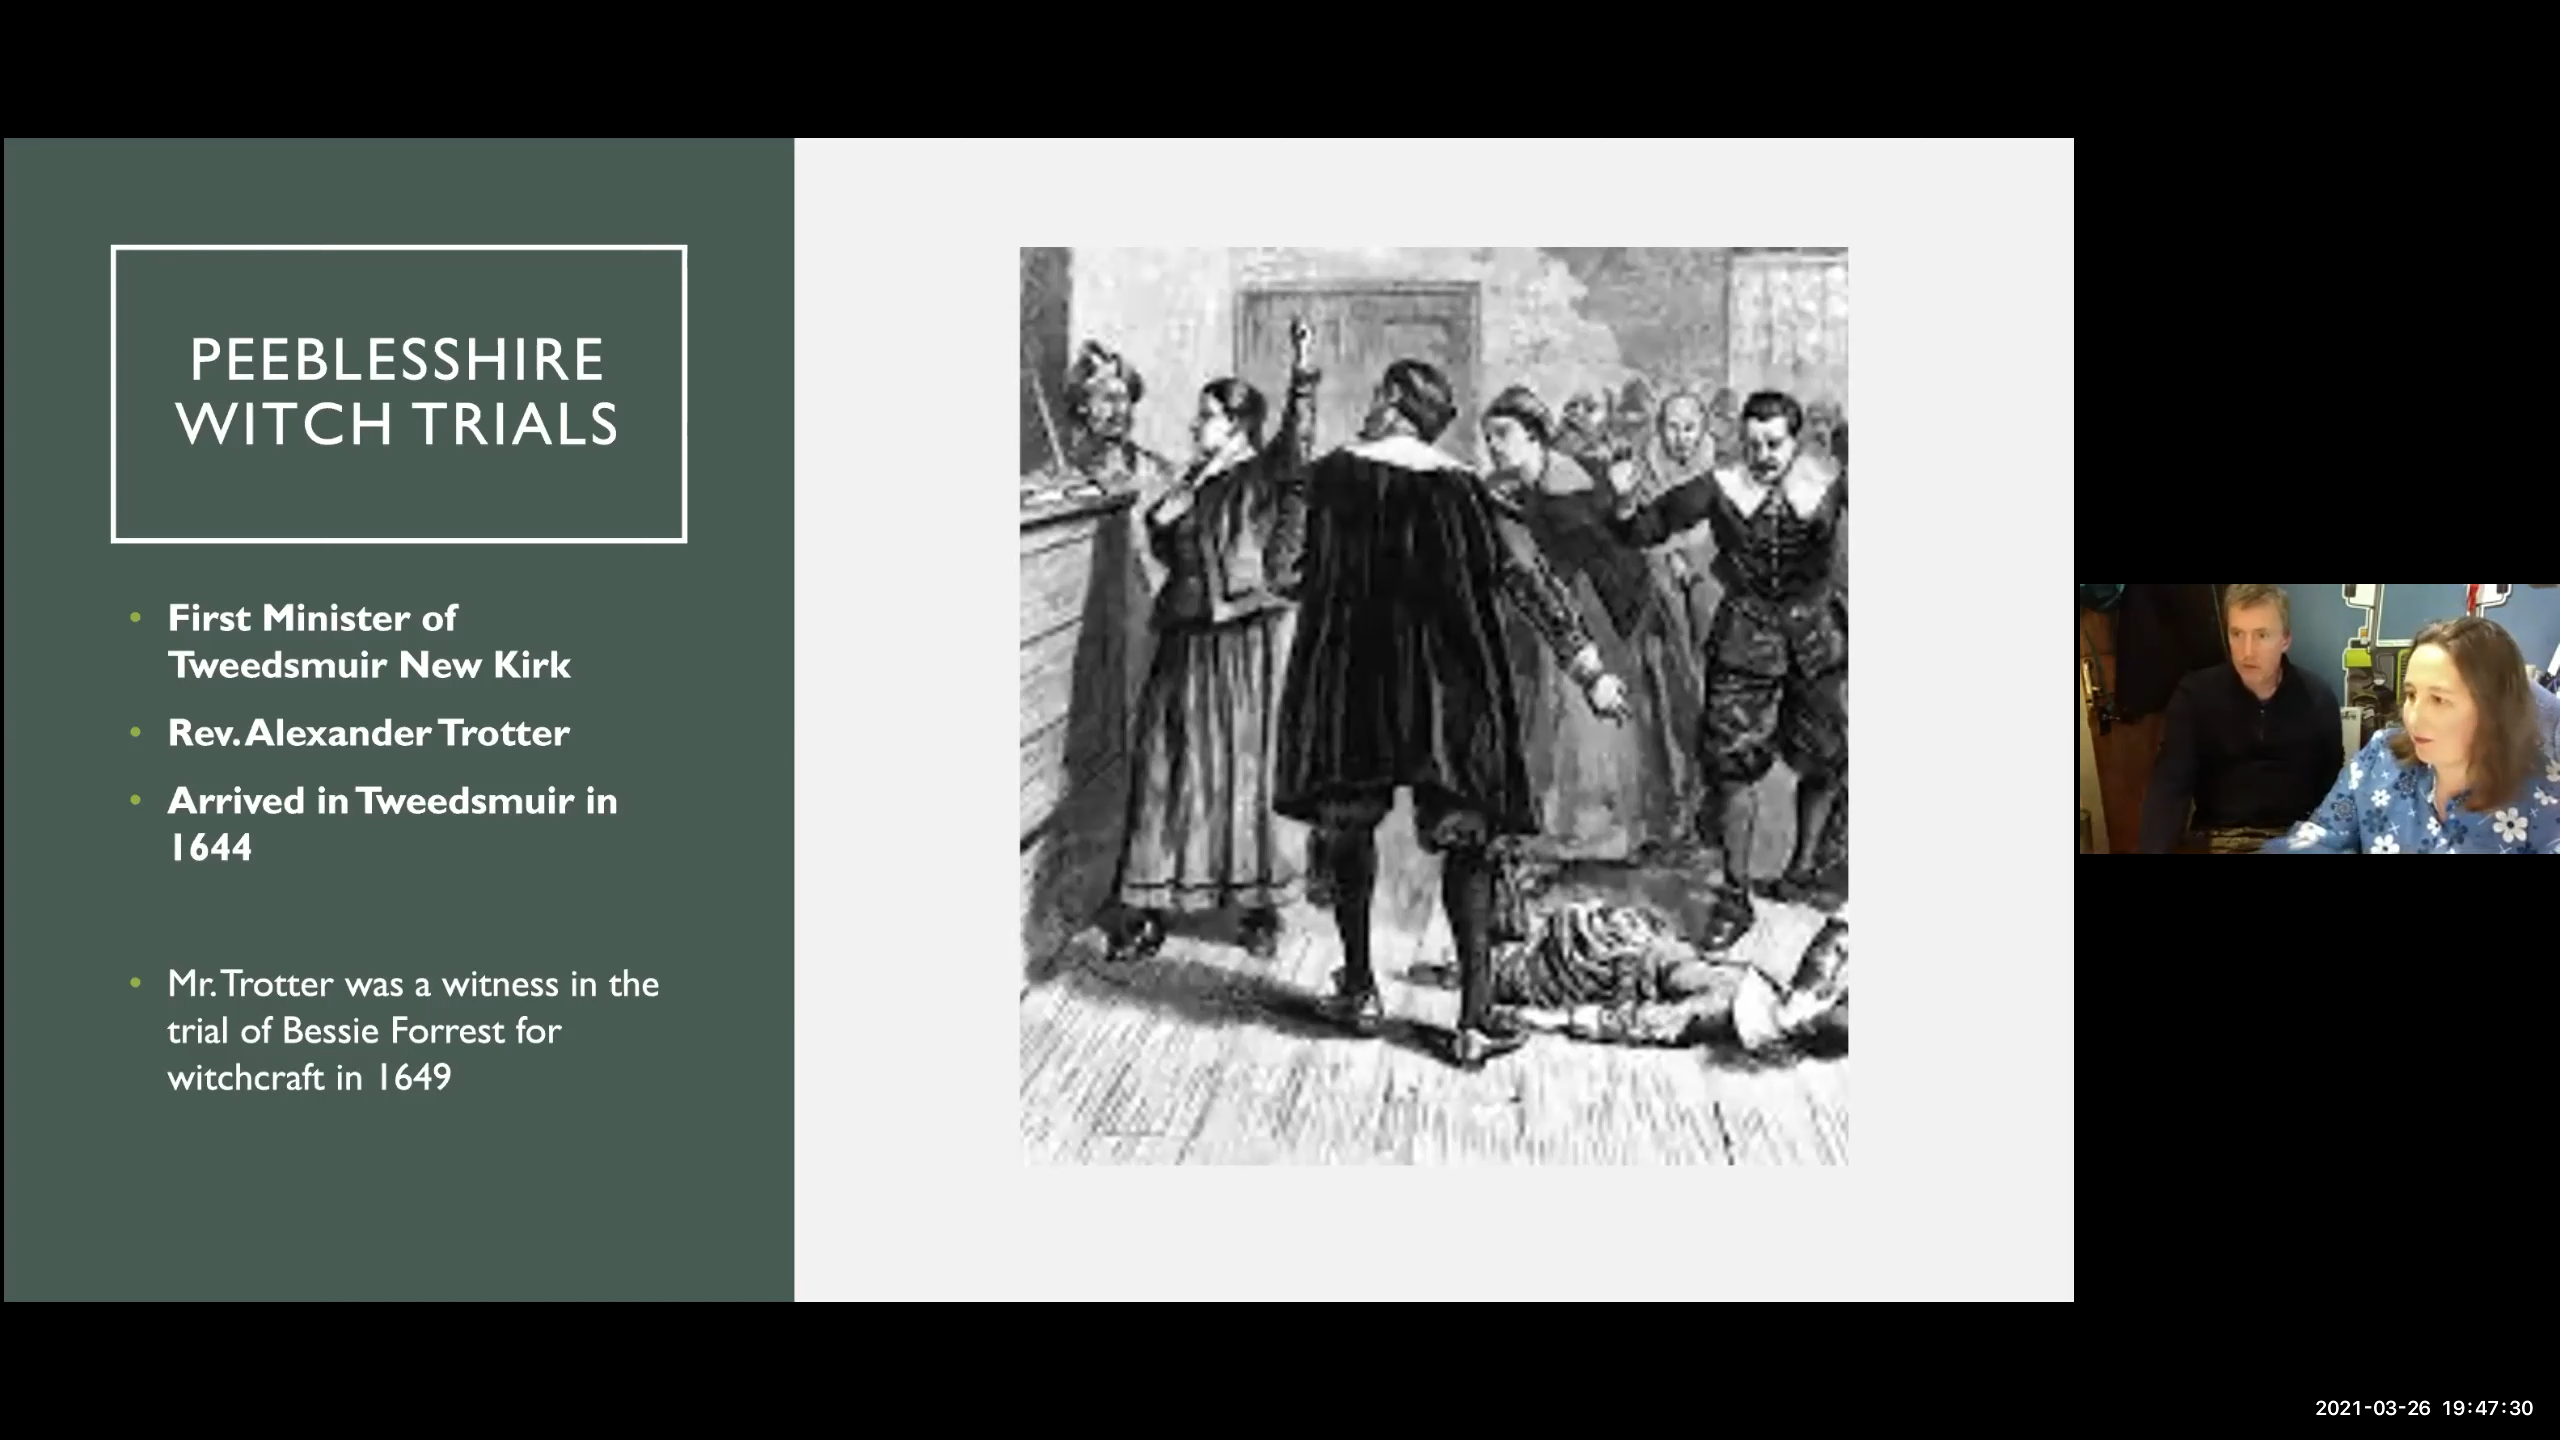 PEEBLESSHIRE
WITCH TRIALS
• First Minister of
Tweedsmuir New Kirk
• Rev. Alexander Trotter
• Arrived in Tweedsmuir in
1644
• Mr. Trotter was a witness in the
trial of Bessie Forrest for
witchcraft in 1649
2021-03-26 19:47:30